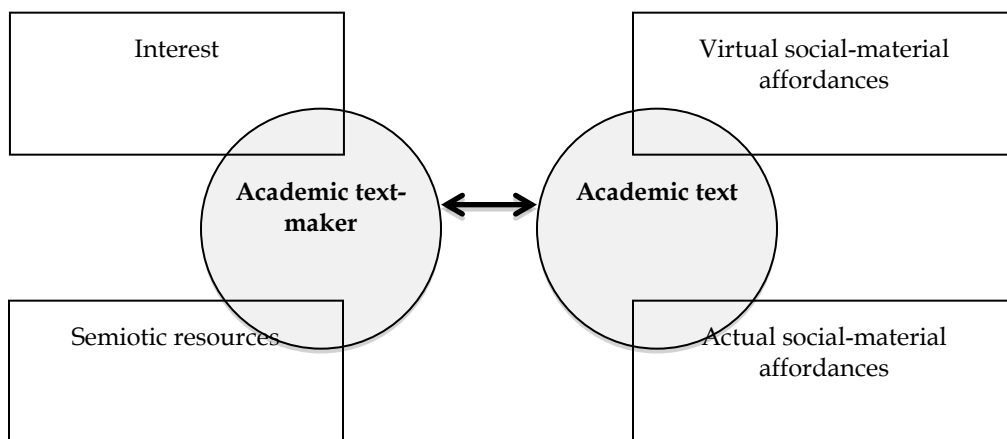 Interest
Virtual social-material
affordances
Academic text-
maker
Academic text
Semiotic resources
Actual social-material
affordances